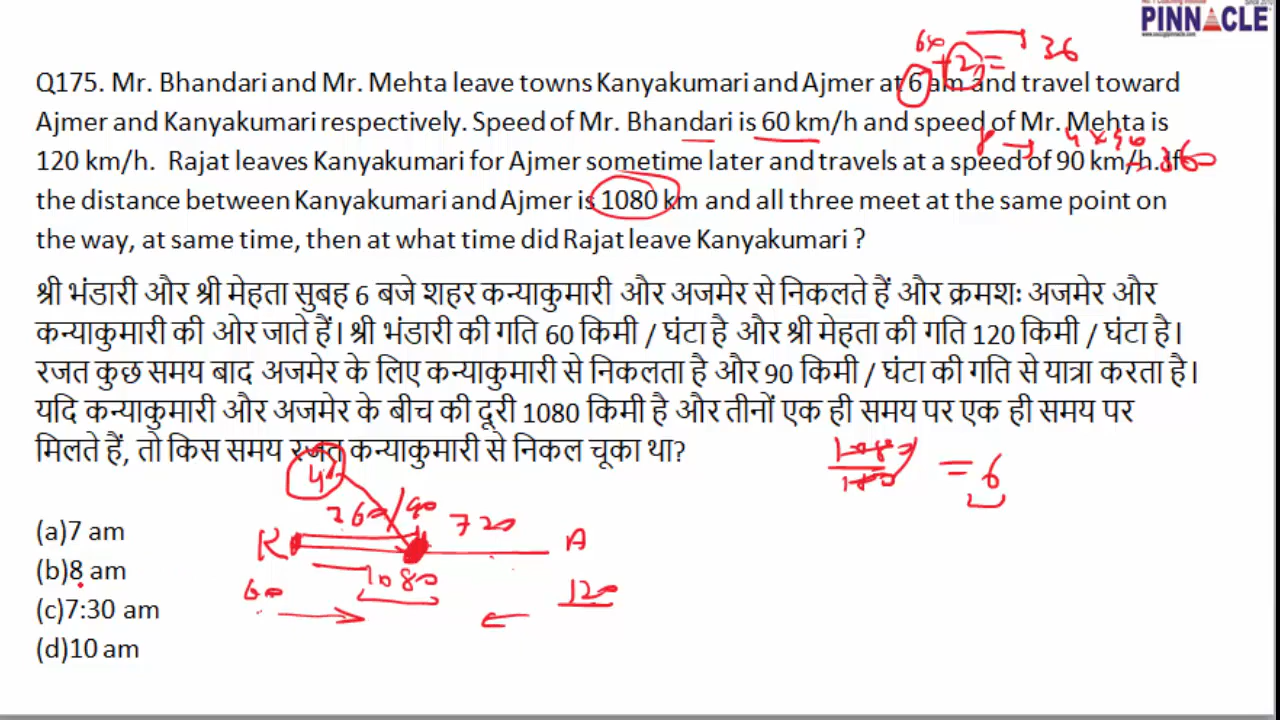 PINNACLE
60
+ 2 = 36
Q175. Mr. Bhandari and Mr. Mehta leave towns Kanyakumari and Ajmer at 6 am and travel toward
Ajmer and Kanyakumari respectively. Speed of Mr. Bhandari is 60 km/h and speed of Mr. Mehta is
120 km/h. Rajat leaves Kanyakumari for Ajmer sometime later and travels at a speed of 90 km/h. If
360
the distance between Kanyakumari and Ajmer is 1080 km and all three meet at the same point on
the way, at same time, then at what time did Rajat leave Kanyakumari ?
श्री भंडारी और श्री मेहता सुबह 6 बजे शहर कन्याकुमारी और अजमेर से निकलते हैं और क्रमशः अजमेर और
कन्याकुमारी की ओर जाते हैं। श्री भंडारी की गति 60 किमी / घंटा है और श्री मेहता की गति 120 किमी / घंटा है।
रजत कुछ समय बाद अजमेर के लिए कन्याकुमारी से निकलता है और 90 किमी / घंटा की गति से यात्रा करता है।
यदि कन्याकुमारी और अजमेर के बीच की दूरी 1080 किमी है और तीनों एक ही समय पर एक ही समय पर
मिलते हैं, तो किस समय रजत कन्याकुमारी से निकल चूका था?
1080
180 = 6
4
360/90 720
(a)7 am
K A
(b)8 am
1080
60 120
(c)7:30 am
(d)10 am